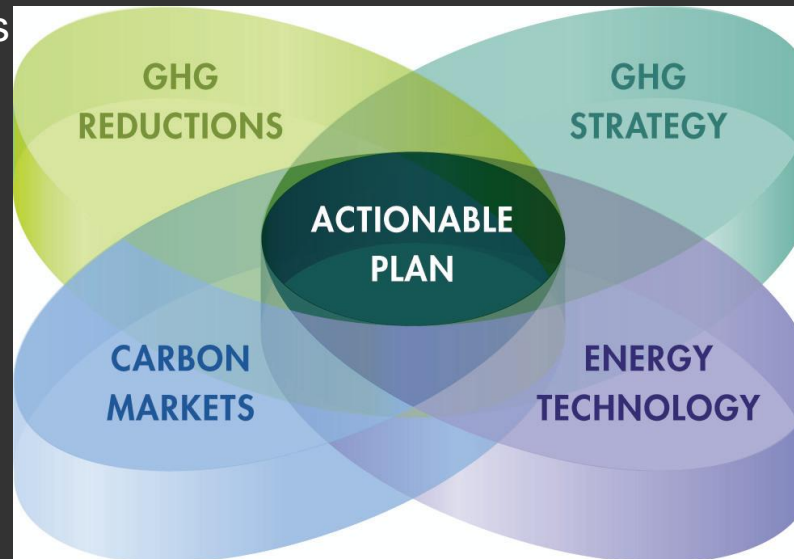 s
GHG
REDUCTIONS
GHG
STRATEGY
ACTIONABLE
PLAN
CARBON
MARKETS
ENERGY
TECHNOLOGY